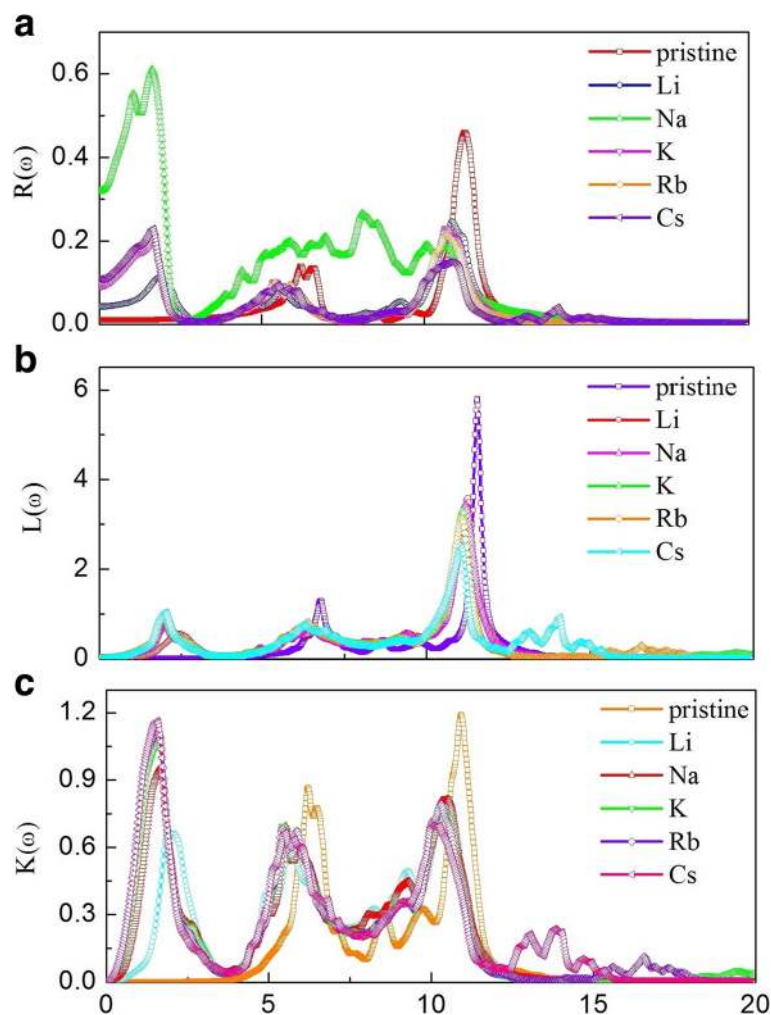 a
R(ω)
0.6
0.4
0.2
0.0
pristine
Li
Na
K
Rb
Cs
b
L(ω)
6
4
2
0
pristine
Li
Na
K
Rb
Cs
c
K(ω)
1.2
0.9
0.6
0.3
0.0
pristine
Li
Na
K
Rb
Cs
0 5 10 15 20